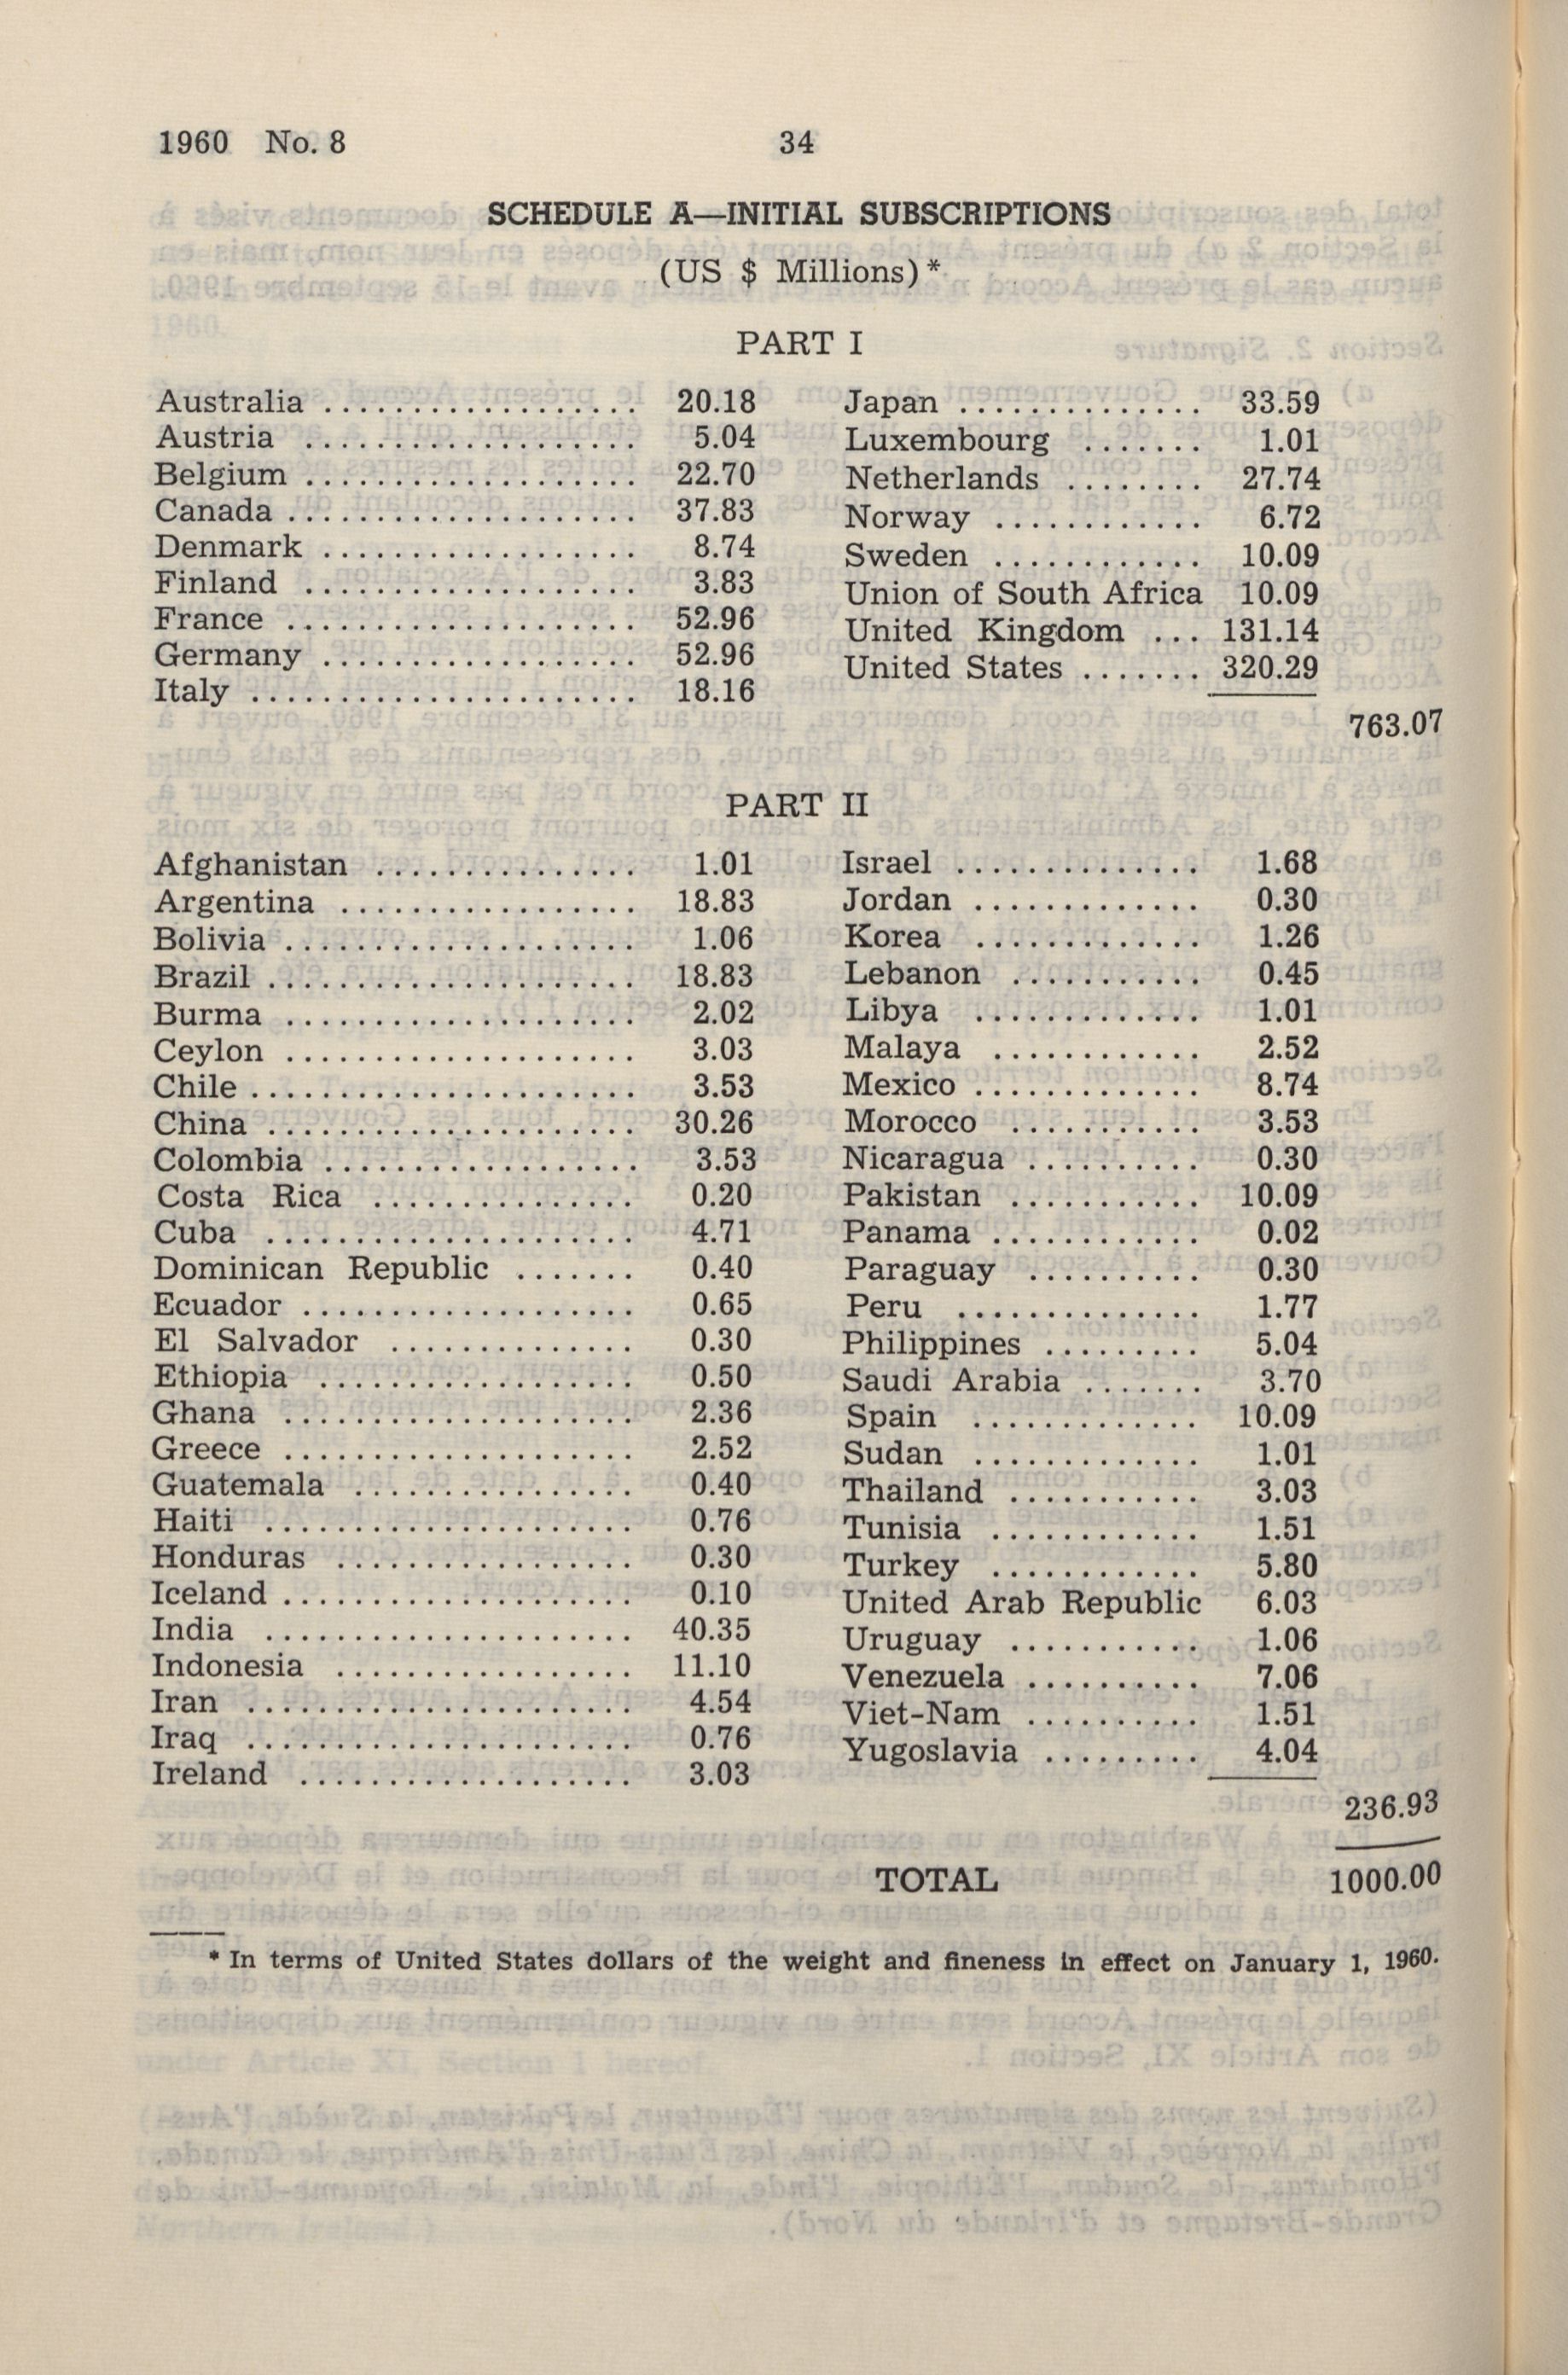 1960 No. 8
34
SCHEDULE A—INITIAL SUBSCRIPTIONS
(US $ Millions)*
PART I
Australia .................. 20.18
Austria ................... 5.04
Belgium ................... 22.70
Canada .................... 37.83
Denmark .................. 8.74
Finland ................... 3.83
France .................... 52.96
Germany .................. 52.96
Italy ...................... 18.16
Japan .............. 33.59
Luxembourg ....... 1.01
Netherlands ........ 27.74
Norway ............ 6.72
Sweden ............ 10.09
Union of South Africa 10.09
United Kingdom ... 131.14
United States ....... 320.29
763.07
PART II
Afghanistan ............... 1.01
Argentina ................. 18.83
Bolivia .................... 1.06
Brazil ..................... 18.83
Burma .................... 2.02
Ceylon .................... 3.03
Chile ...................... 3.53
China ..................... 30.26
Colombia .................. 3.53
Costa Rica ............... 0.20
Cuba ..................... 4.71
Dominican Republic ....... 0.40
Ecuador ................... 0.65
El Salvador .............. 0.30
Ethiopia .................. 0.50
Ghana .................... 2.36
Greece .................... 2.52
Guatemala ................ 0.40
Haiti ..................... 0.76
Honduras ................. 0.30
Iceland .................... 0.10
India ..................... 40.35
Indonesia ................. 11.10
Iran ...................... 4.54
Iraq ...................... 0.76
Ireland ................... 3.03
Israel .............. 1.68
Jordan ............. 0.30
Korea ............. 1.26
Lebanon ........... 0.45
Libya ............. 1.01
Malaya ............ 2.52
Mexico ............. 8.74
Morocco ........... 3.53
Nicaragua .......... 0.30
Pakistan ........... 10.09
Panama ............ 0.02
Paraguay .......... 0.30
Peru .............. 1.77
Philippines ......... 5.04
Saudi Arabia ....... 3.70
Spain ............. 10.09
Sudan ............. 1.01
Thailand ........... 3.03
Tunisia ............ 1.51
Turkey ............ 5.80
United Arab Republic 6.03
Uruguay ........... 1.06
Venezuela .......... 7.06
Viet-Nam .......... 1.51
Yugoslavia ......... 4.04
236.93
TOTAL 1000.00
* In terms of United States dollars of the weight and fineness in effect on January 1, 1960.